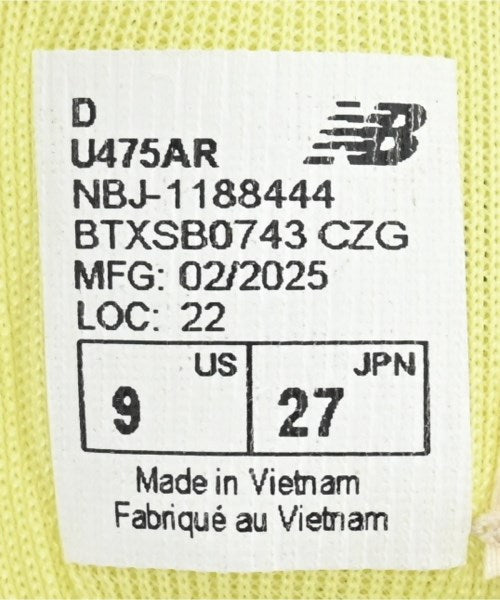 D
U475AR
NB
NBJ-1188444
BTXSB0743 CZG
MFG: 02/2025
LOC: 22
US JPN
9 27
Made in Vietnam
Fabriqué au Vietnam